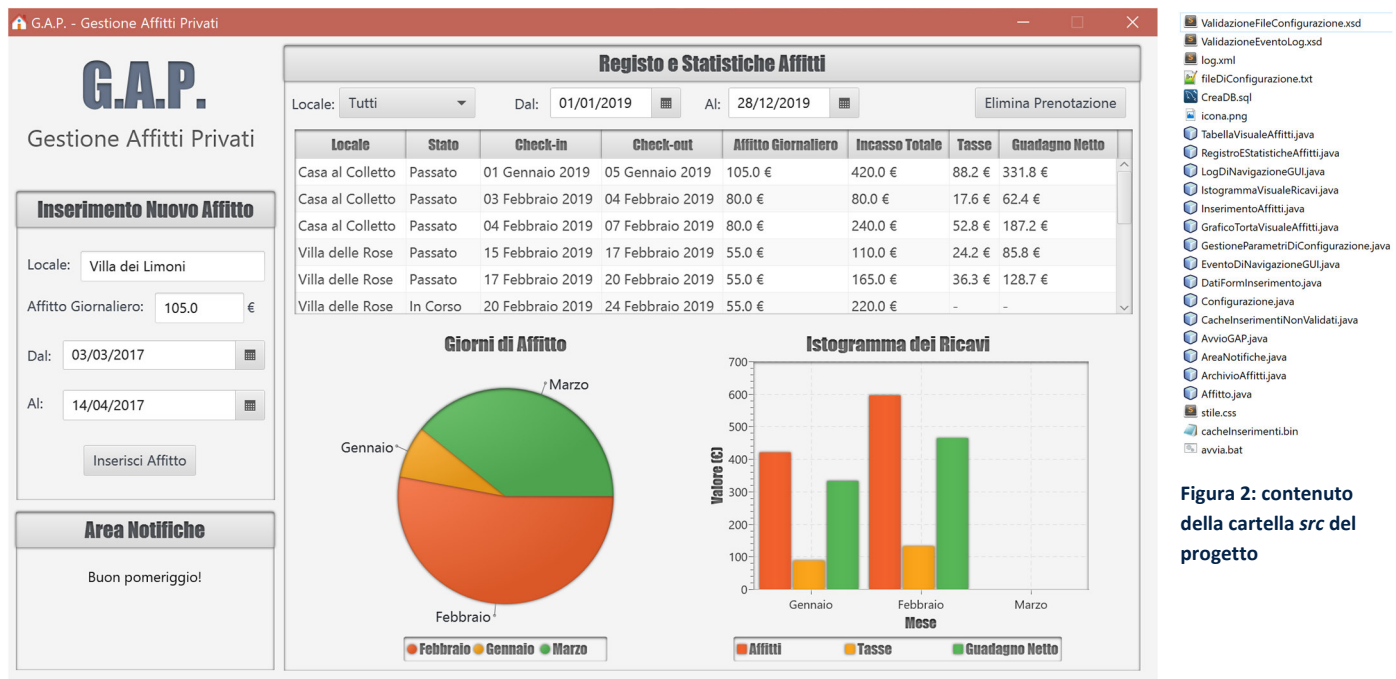 G.A.P. - Gestione Affitti Privati
G.A.P.
Gestione Affitti Privati
Inserimento Nuovo Affitto
Locale: Villa dei Limoni
Affitto Giornaliero: 105.0 €
Dal: 03/03/2017
Al: 14/04/2017
Inserisci Affitto
Area Notifiche
Buon pomeriggio!
Registo e Statistiche Affitti
Locale: Tutti Dal: 01/01/2019 Al: 28/12/2019 Elimina Prenotazione
Locale Stato Check-in Check-out Affitto Giornaliero Incasso Totale Tasse Guadagno Netto
Casa al Colletto Passato 01 Gennaio 2019 05 Gennaio 2019 105.0 € 420.0 € 88.2 € 331.8 €
Casa al Colletto Passato 03 Febbraio 2019 04 Febbraio 2019 80.0 € 80.0 € 17.6 € 62.4 €
Casa al Colletto Passato 04 Febbraio 2019 07 Febbraio 2019 80.0 € 240.0 € 52.8 € 187.2 €
Villa delle Rose Passato 15 Febbraio 2019 17 Febbraio 2019 55.0 € 110.0 € 24.2 € 85.8 €
Villa delle Rose Passato 17 Febbraio 2019 20 Febbraio 2019 55.0 € 165.0 € 36.3 € 128.7 €
Villa delle Rose In Corso 20 Febbraio 2019 24 Febbraio 2019 55.0 € 220.0 € - -
Giorni di Affitto
Marzo
Gennaio
Febbraio
Febbraio Gennaio Marzo
Istogramma dei Ricavi
Valore (€)
700
600
500
400
300
200
100
0
Gennaio Febbraio Marzo
Mese
Affitti Tasse Guadagno Netto
ValidazioneFileConfigurazione.xsd
ValidazioneEventoLog.xsd
log.xml
fileDiConfigurazione.txt
CreaDB.sql
icona.png
TabellaVisualeAffitti.java
RegistroEStatisticheAffitti.java
LogDiNavigazioneGUI.java
IstogrammaVisualeRicavi.java
InserimentoAffitti.java
GraficoTortaVisualeAffitti.java
GestioneParametriDiConfigurazione.java
EventoDiNavigazioneGUI.java
DatiFormInserimento.java
Configurazione.java
CacheInserimentiNonValidati.java
AvvioGAP.java
AreaNotifiche.java
ArchivioAffitti.java
Affitto.java
stile.css
cacheInserimenti.bin
avvia.bat
Figura 2: contenuto
della cartella src del
progetto